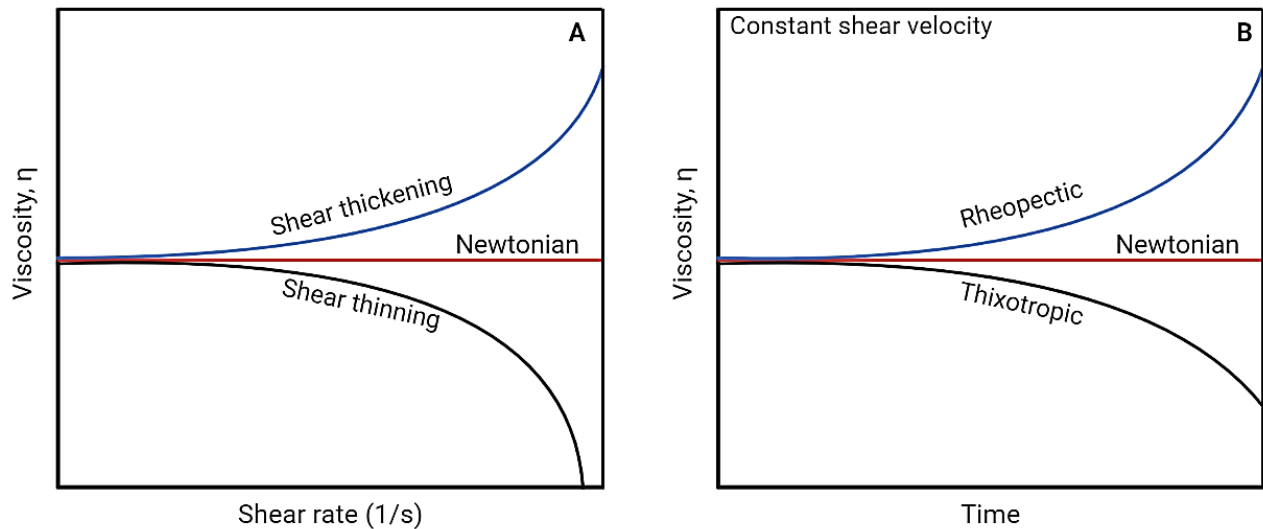 A
Viscosity, η
Shear thickening
Newtonian
Shear thinning
Shear rate (1/s)
Constant shear velocity
B
Viscosity, η
Rheopectic
Newtonian
Thixotropic
Time